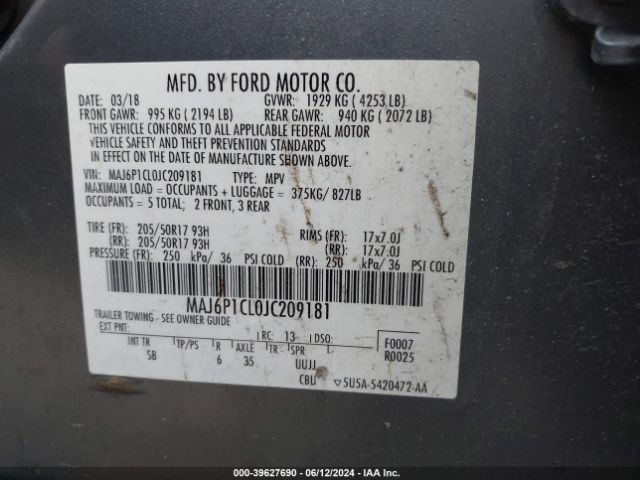 MFD. BY FORD MOTOR CO.
DATE: 03/18 GVWR: 1929 KG ( 4253 LB)
FRONT GAWR: 995 KG ( 2194 LB) REAR GAWR: 940 KG ( 2072 LB)
THIS VEHICLE CONFORMS TO ALL APPLICABLE FEDERAL MOTOR
VEHICLE SAFETY AND THEFT PREVENTION STANDARDS
IN EFFECT ON THE DATE OF MANUFACTURE SHOWN ABOVE.
VIN: MAJ6P1CL0JC209181 TYPE: MPV
MAXIMUM LOAD = OCCUPANTS + LUGGAGE = 375KG/ 827LB
OCCUPANTS = 5 TOTAL; 2 FRONT, 3 REAR
TIRE (FR): 205/50R17 93H RIMS (FR): 17x7.0J
(RR): 205/50R17 93H (RR): 17x7.0J
PRESSURE (FR): 250 kPa/ 36 PSI COLD (RR): 250 kPa/ 36 PSI COLD
MAJ6P1CL0JC209181
TRAILER TOWING - SEE OWNER GUIDE
EXT PNT: RC: 13 DSO: F0007
INT TR TP/PS R AXLE TR SPR R0025
SB 6 35 UUJJ
CBU ▽5U5A-5420472-AA
000-39627690 - 06/12/2024 - IAA Inc.